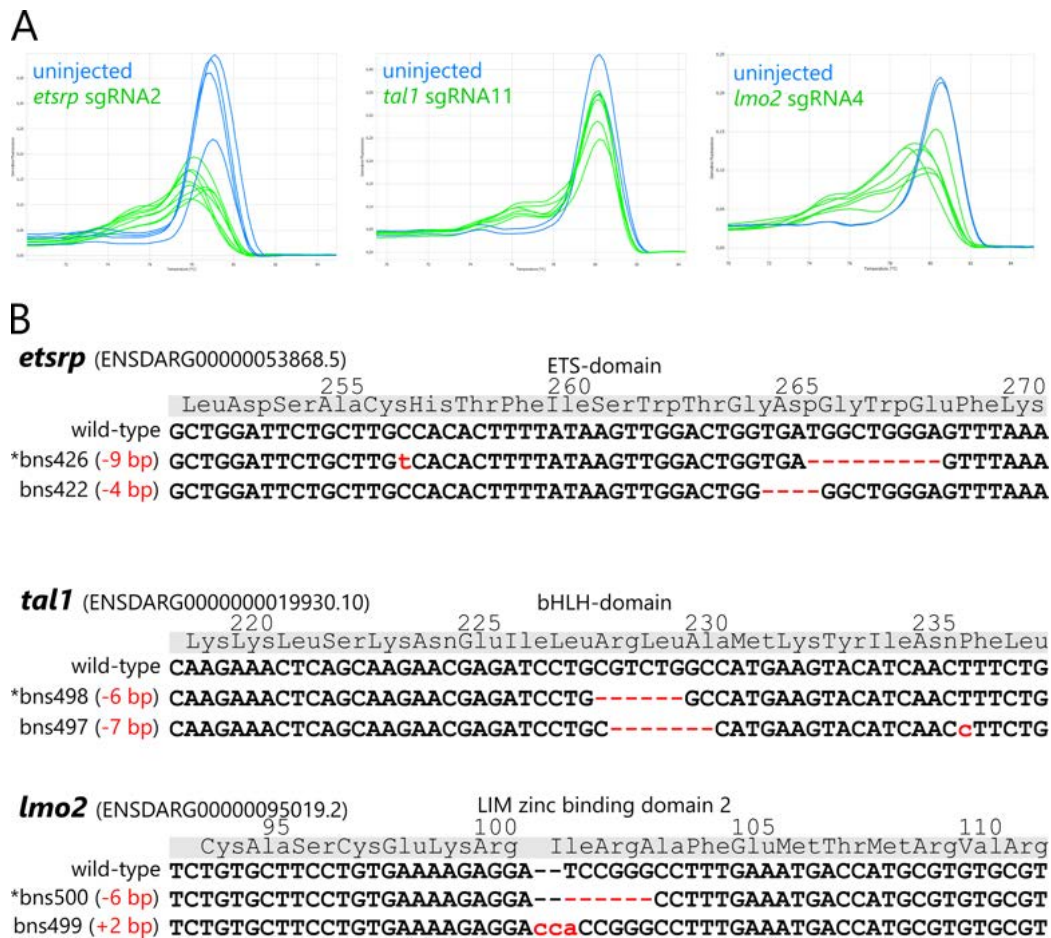 A
uninjected
etsrp sgRNA2
uninjected
tal1 sgRNA11
uninjected
lmo2 sgRNA4
Temperature (°C)
Temperature (°C)
Temperature (°C)
B
etsrp (ENSDARG00000053868.5)
ETS-domain
255 260 265 270
LeuAspSerAlaCysHisThrPheIleSerTrpThrGlyAspGlyTrpGluPheLys
wild-type GCTGGATTCTGCTTGCCACACTTTTATAAGTTGGACTGGTGATGGCTGGGAGTTTAAA
*bns426 (-9 bp) GCTGGATTCTGCTTGtCACACTTTTATAAGTTGGACTGGTGA---------GTTTAAA
bns422 (-4 bp) GCTGGATTCTGCTTGCCACACTTTTATAAGTTGGACTGG----GGCTGGGAGTTTAAA
tal1 (ENSDARG0000000019930.10)
bHLH-domain
220 225 230 235
LysLysLeuSerLysAsnGluIleLeuArgLeuAlaMetLysTyrIleAsnPheLeu
wild-type CAAGAAACTCAGCAAGAACGAGATCCTGCGTCTGGCCATGAAGTACATCAACTTTCTG
*bns498 (-6 bp) CAAGAAACTCAGCAAGAACGAGATCCTG------GCCATGAAGTACATCAACTTTCTG
bns497 (-7 bp) CAAGAAACTCAGCAAGAACGAGATCCTGC-------CATGAAGTACATCAACcTTCTG
lmo2 (ENSDARG00000095019.2)
LIM zinc binding domain 2
95 100 105 110
CysAlaSerCysGluLysArg IleArgAlaPheGluMetThrMetArgValArg
wild-type TCTGTGCTTCCTGTGAAAAGAGGA--TCCGGGCCTTTGAAATGACCATGCGTGTGCGT
*bns500 (-6 bp) TCTGTGCTTCCTGTGAAAAGAGGA--------CCTTTGAAATGACCATGCGTGTGCGT
bns499 (+2 bp) TCTGTGCTTCCTGTGAAAAGAGGAccaCCGGGCCTTTGAAATGACCATGCGTGTGCGT